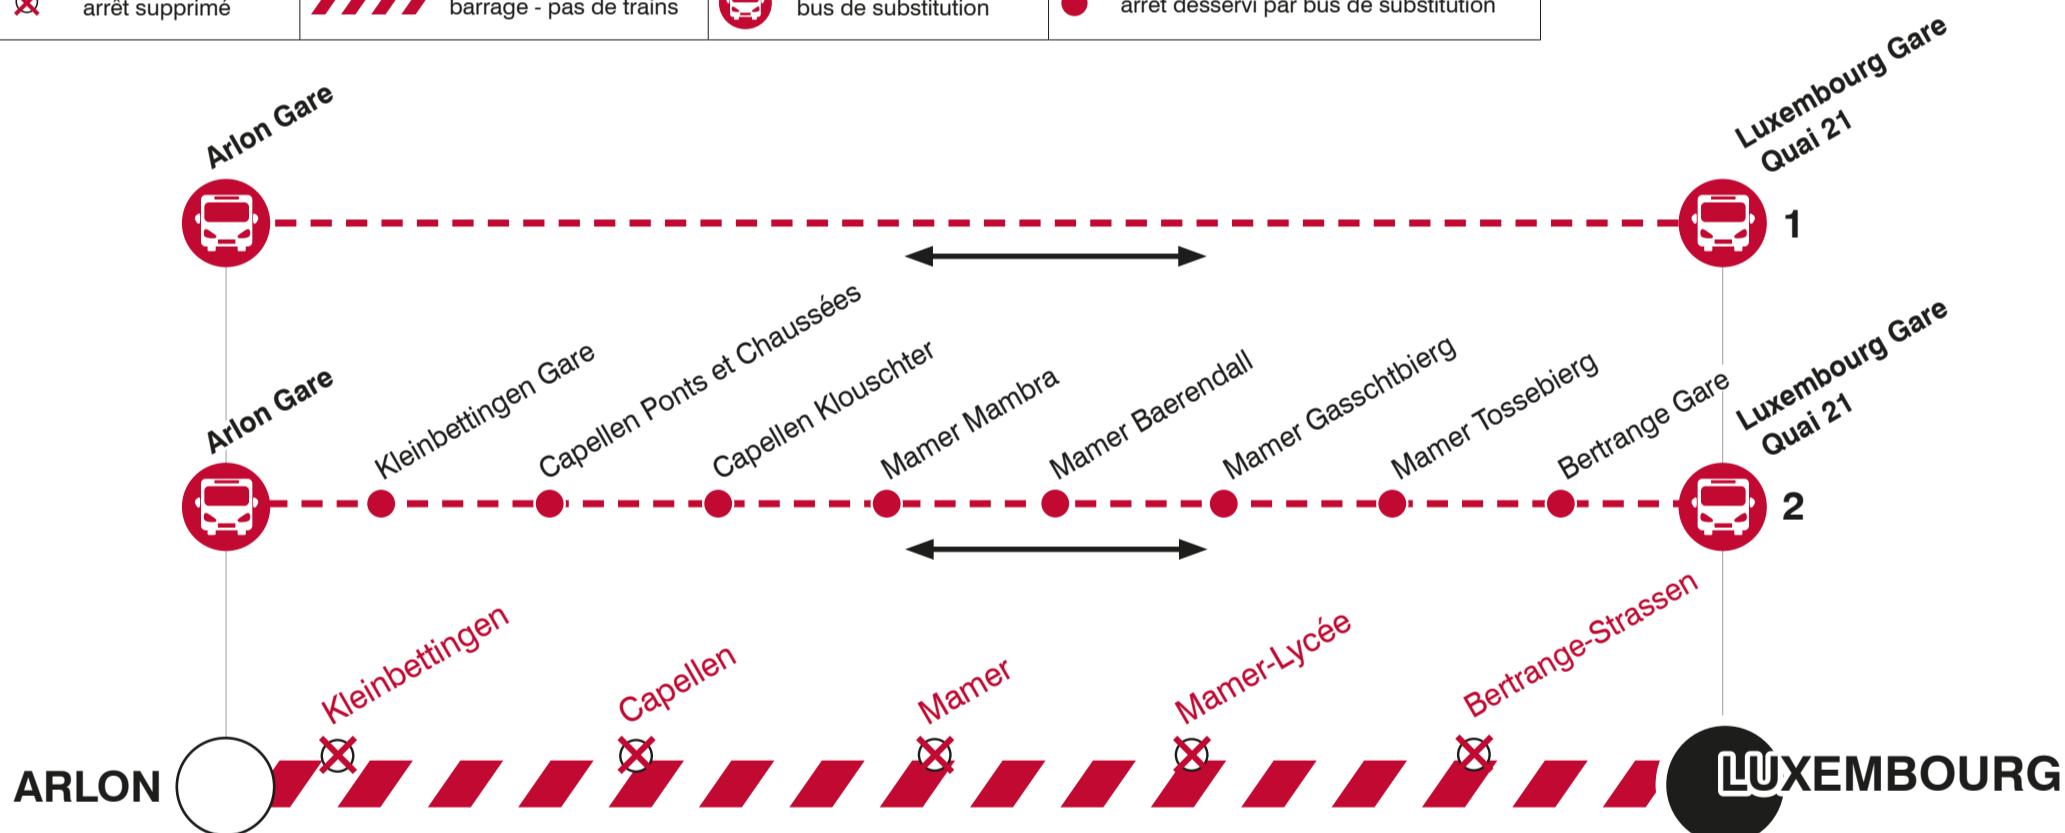 arrêt supprimé
barrage - pas de trains
bus de substitution
arrêt desservi par bus de substitution
Arlon Gare
Luxembourg Gare
Quai 21
1
Arlon Gare
Kleinbettingen Gare
Capellen Ponts et Chaussées
Capellen Klouschter
Mamer Mambra
Mamer Baerendall
Mamer Gasschtbierg
Mamer Tossebierg
Bertrange Gare
Luxembourg Gare
Quai 21
2
Kleinbettingen
Capellen
Mamer
Mamer-Lycée
Bertrange-Strassen
ARLON
LUXEMBOURG